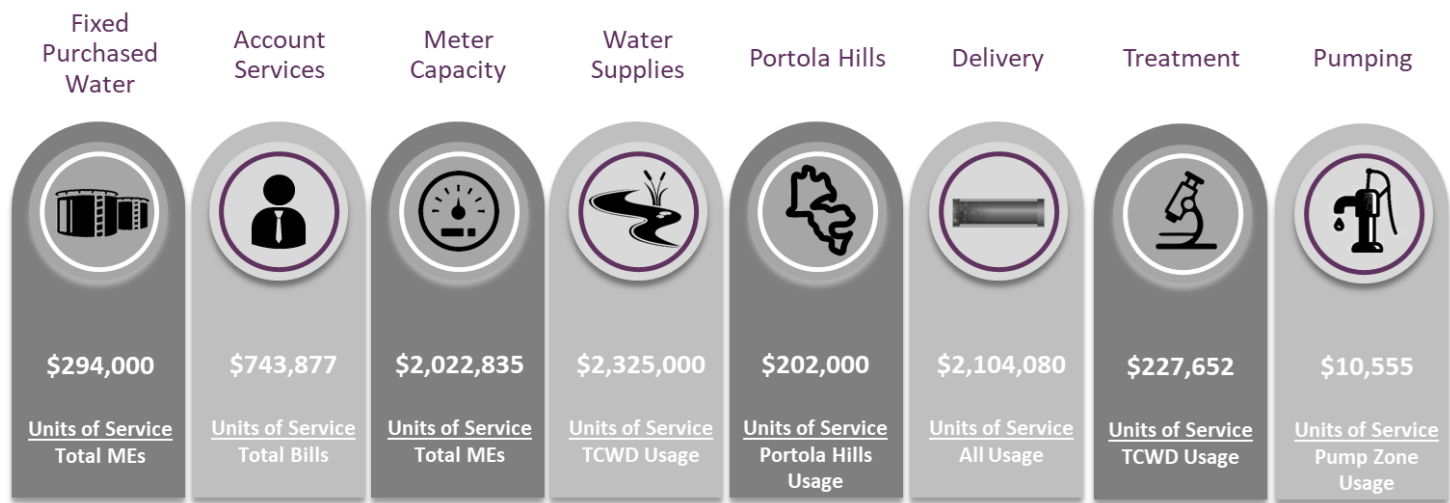 Fixed
Purchased
Water
Account
Services
Meter
Capacity
Water
Supplies
Portola Hills
Delivery
Treatment
Pumping
$294,000
Units of Service
Total MEs
$743,877
Units of Service
Total Bills
$2,022,835
Units of Service
Total MEs
$2,325,000
Units of Service
TCWD Usage
$202,000
Units of Service
Portola Hills
Usage
$2,104,080
Units of Service
All Usage
$227,652
Units of Service
TCWD Usage
$10,555
Units of Service
Pump Zone
Usage